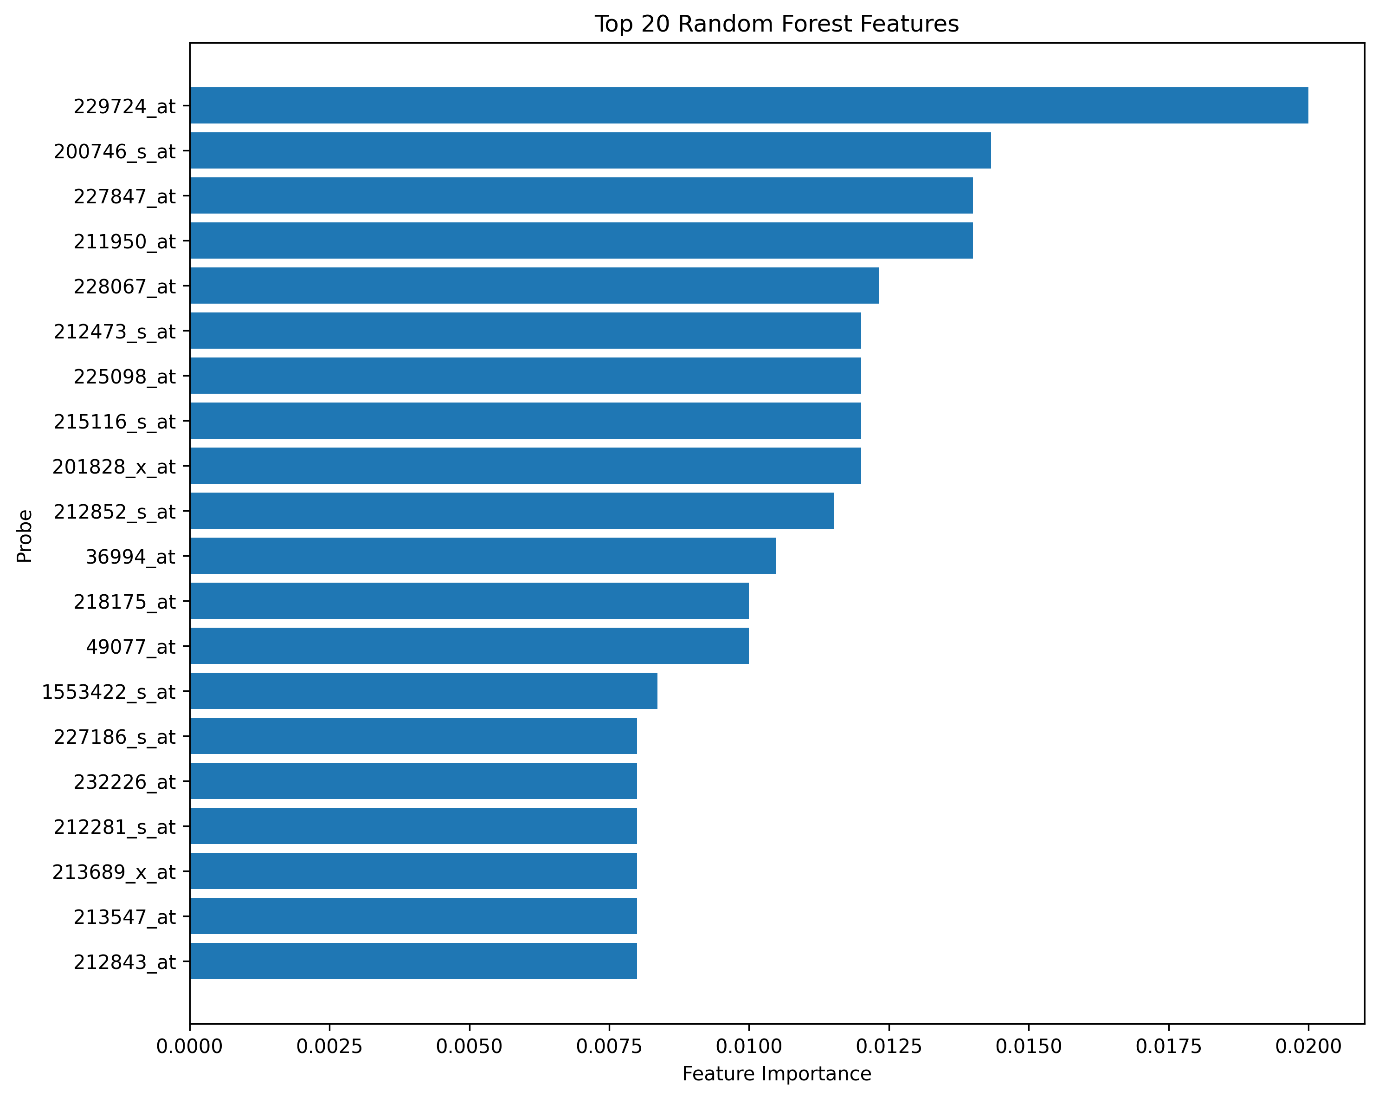 Top 20 Random Forest Features
229724_at
200746_s_at
227847_at
211950_at
228067_at
212473_s_at
225098_at
215116_s_at
201828_x_at
212852_s_at
36994_at
218175_at
49077_at
1553422_s_at
227186_s_at
232226_at
212281_s_at
213689_x_at
213547_at
212843_at
Probe
0.0000 0.0025 0.0050 0.0075 0.0100 0.0125 0.0150 0.0175 0.0200
Feature Importance